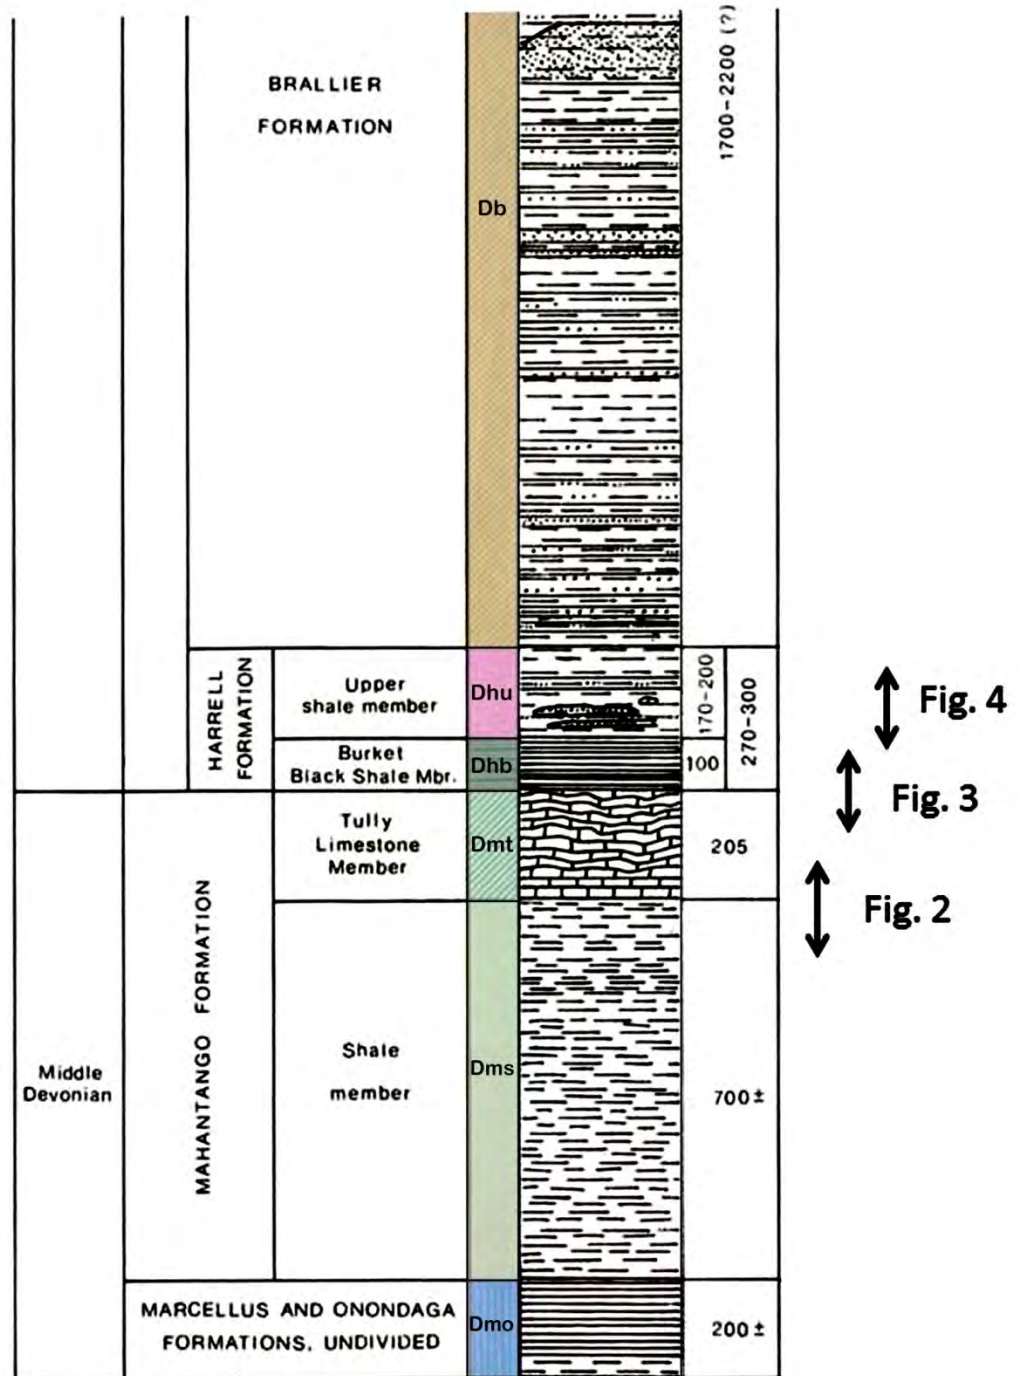 BRALLIER
FORMATION
Db
1700-2200 (?)
HARRELL
FORMATION
Upper
shale member
Dhu
170-200
270-300
Burket
Black Shale Mbr.
Dhb
100
Fig. 4
Fig. 3
Middle
Devonian
MAHANTANGO FORMATION
Tully
Limestone
Member
Dmt
205
Fig. 2
Shale
member
Dms
700 ±
MARCELLUS AND ONONDAGA
FORMATIONS, UNDIVIDED
Dmo
200 ±